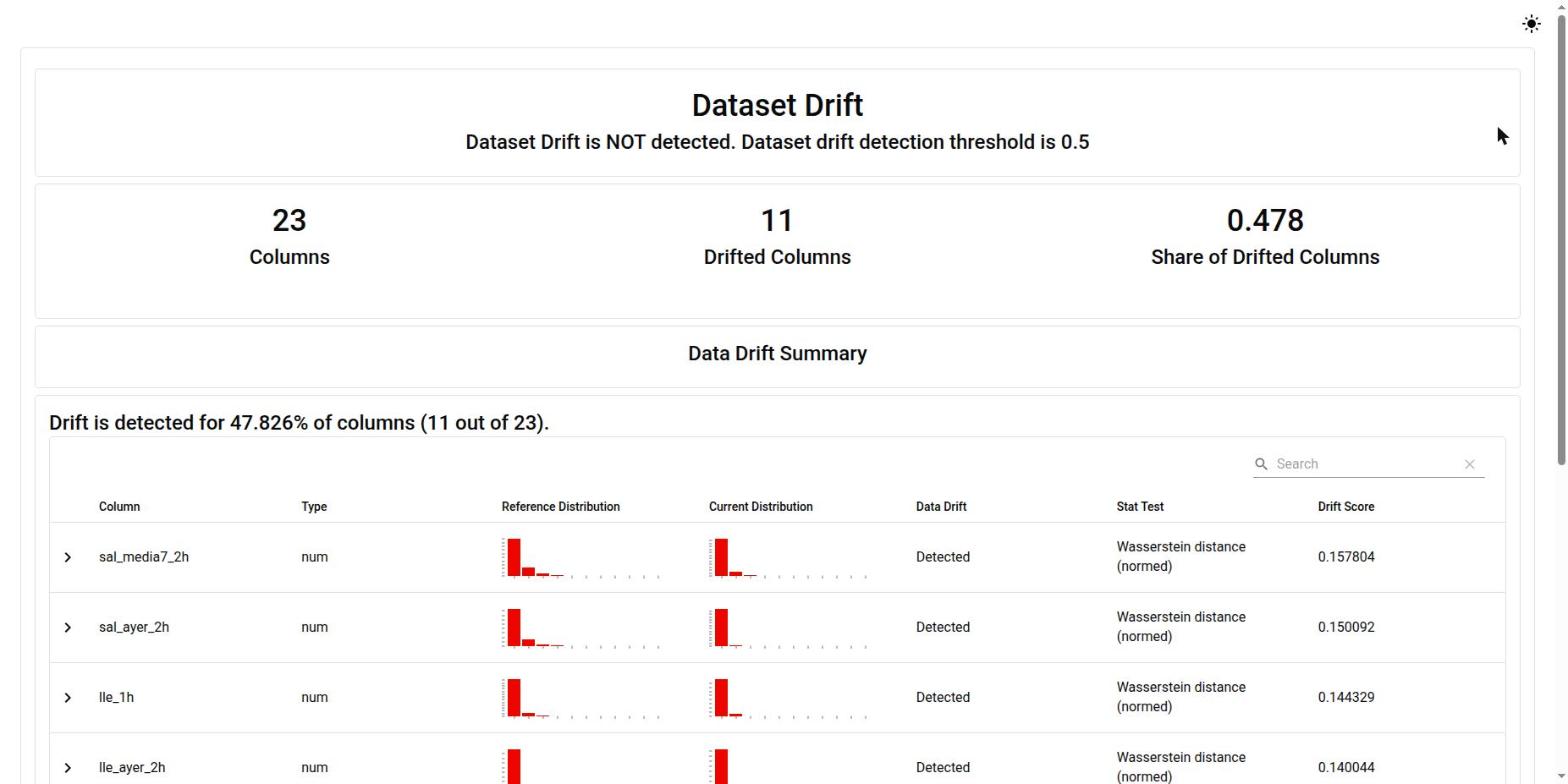 Dataset Drift
Dataset Drift is NOT detected. Dataset drift detection threshold is 0.5
23
Columns
11
Drifted Columns
0.478
Share of Drifted Columns
Data Drift Summary
Drift is detected for 47.826% of columns (11 out of 23).
Search
Column Type Reference Distribution Current Distribution Data Drift Stat Test Drift Score
sal_media7_2h num Detected Wasserstein distance (normed) 0.157804
sal_ayer_2h num Detected Wasserstein distance (normed) 0.150092
lle_1h num Detected Wasserstein distance (normed) 0.144329
lle_ayer_2h num Detected Wasserstein distance (normed) 0.140044